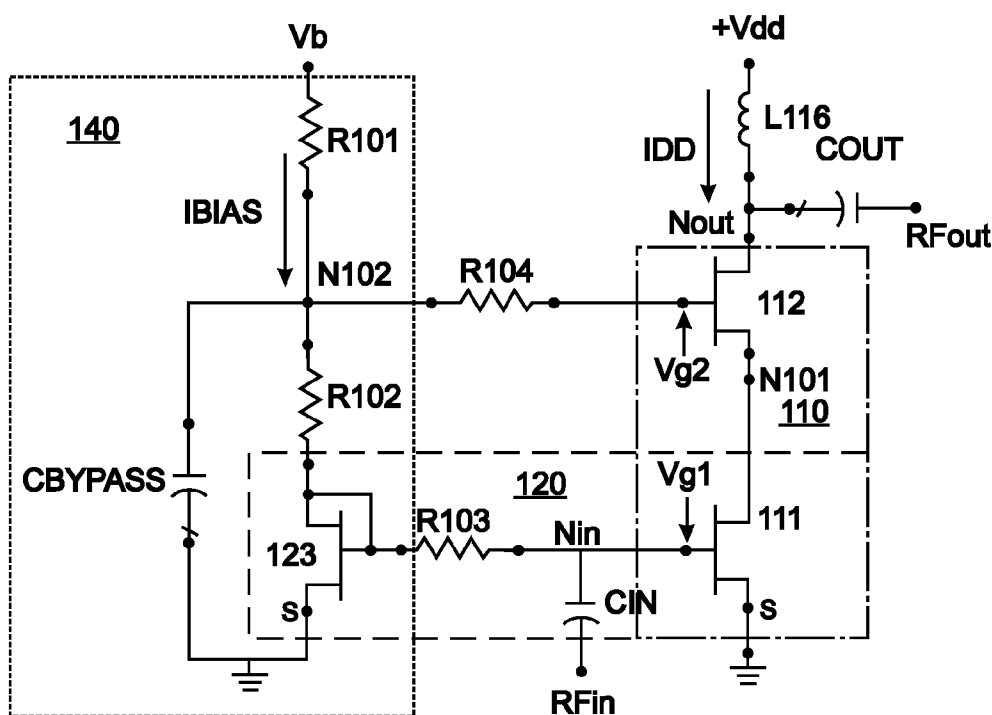 Vb
+Vdd
140
R101
L116
IDD
COUT
IBIAS
Nout
RFout
N102
R104
112
Vg2
N101
R102
110
CBYPASS
120
Vg1
R103
111
Nin
123
S
CIN
S
RFin